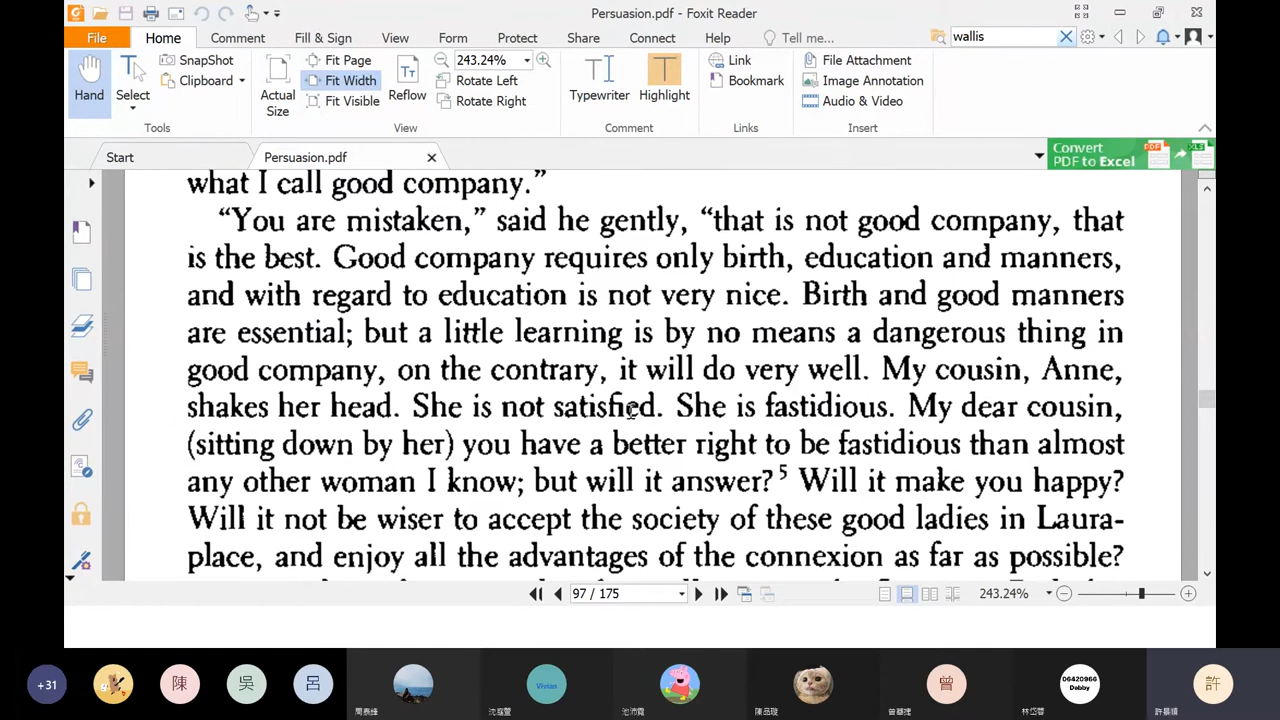 Persuasion.pdf - Foxit Reader
File Home Comment Fill & Sign View Form Protect Share Connect Help Tell me... wallis
Hand
Select
SnapShot
Clipboard
Actual Size
Fit Page
Fit Width
Fit Visible
Reflow
243.24%
Rotate Left
Rotate Right
Typewriter
Highlight
Link
Bookmark
File Attachment
Image Annotation
Audio & Video
Tools View Comment Links Insert
Start Persuasion.pdf
Convert
PDF to Excel
PDF XLS
what I call good company.”
“You are mistaken,” said he gently, “that is not good company, that
is the best. Good company requires only birth, education and manners,
and with regard to education is not very nice. Birth and good manners
are essential; but a little learning is by no means a dangerous thing in
good company, on the contrary, it will do very well. My cousin, Anne,
shakes her head. She is not satisfied. She is fastidious. My dear cousin,
(sitting down by her) you have a better right to be fastidious than almost
any other woman I know; but will it answer?⁵ Will it make you happy?
Will it not be wiser to accept the society of these good ladies in Laura-
place, and enjoy all the advantages of the connexion as far as possible?
97 / 175 243.24%
+31 陳 吳 呂 Vivian 曾 06420966 Debby 許